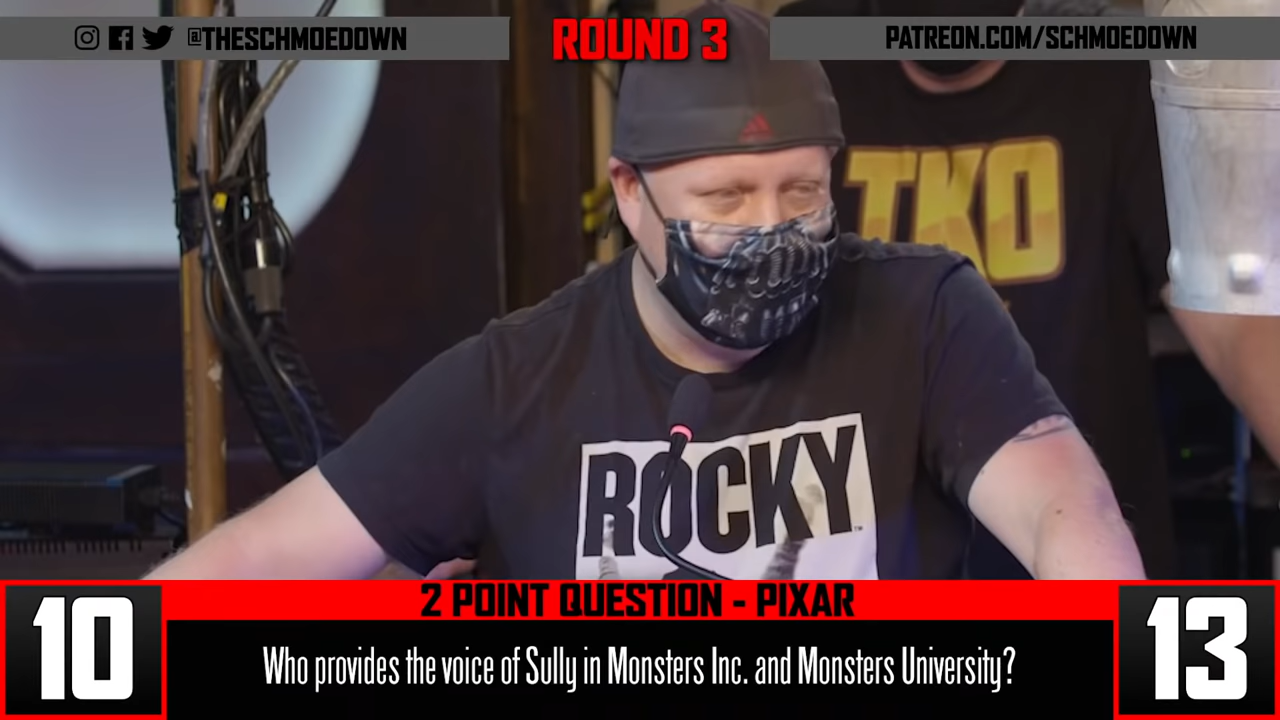 @THESCHMOEDOWN
ROUND 3
PATREON.COM/SCHMOEDOWN
TKO
ROCKY
2 POINT QUESTION - PIXAR
10
Who provides the voice of Sully in Monsters Inc. and Monsters University?
13